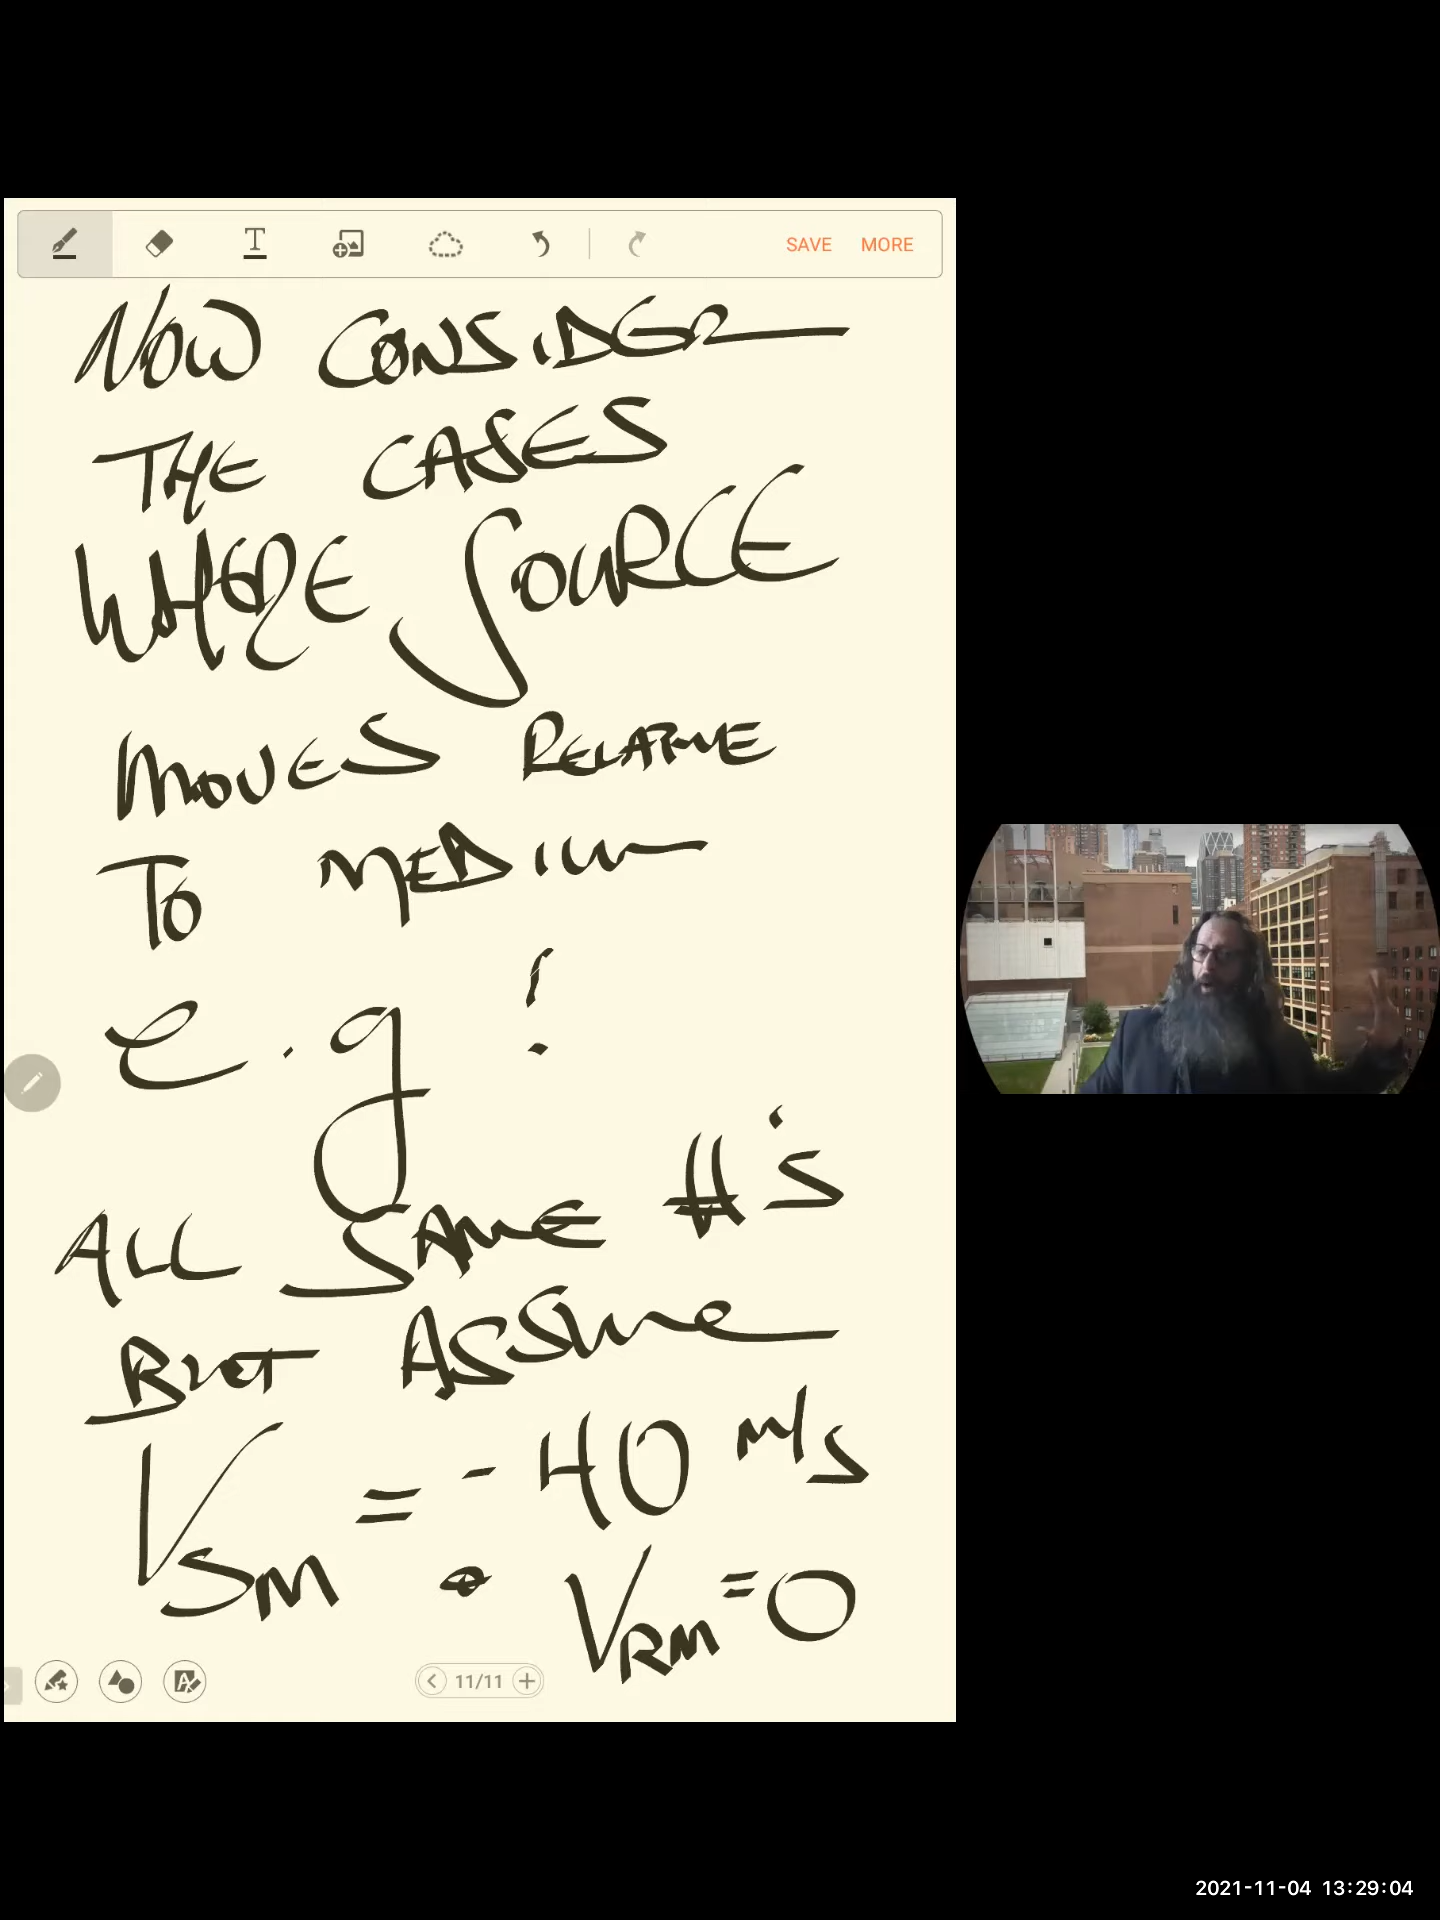 SAVE MORE
NOW CONSIDER
THE CASES
WHERE SOURCE
MOVES RELATIVE
TO MEDIUM
e.g!
ALL SAME #'s
BUT ASSUME
VSM = -40 m/s
VRM = 0
11/11
2021-11-04 13:29:04